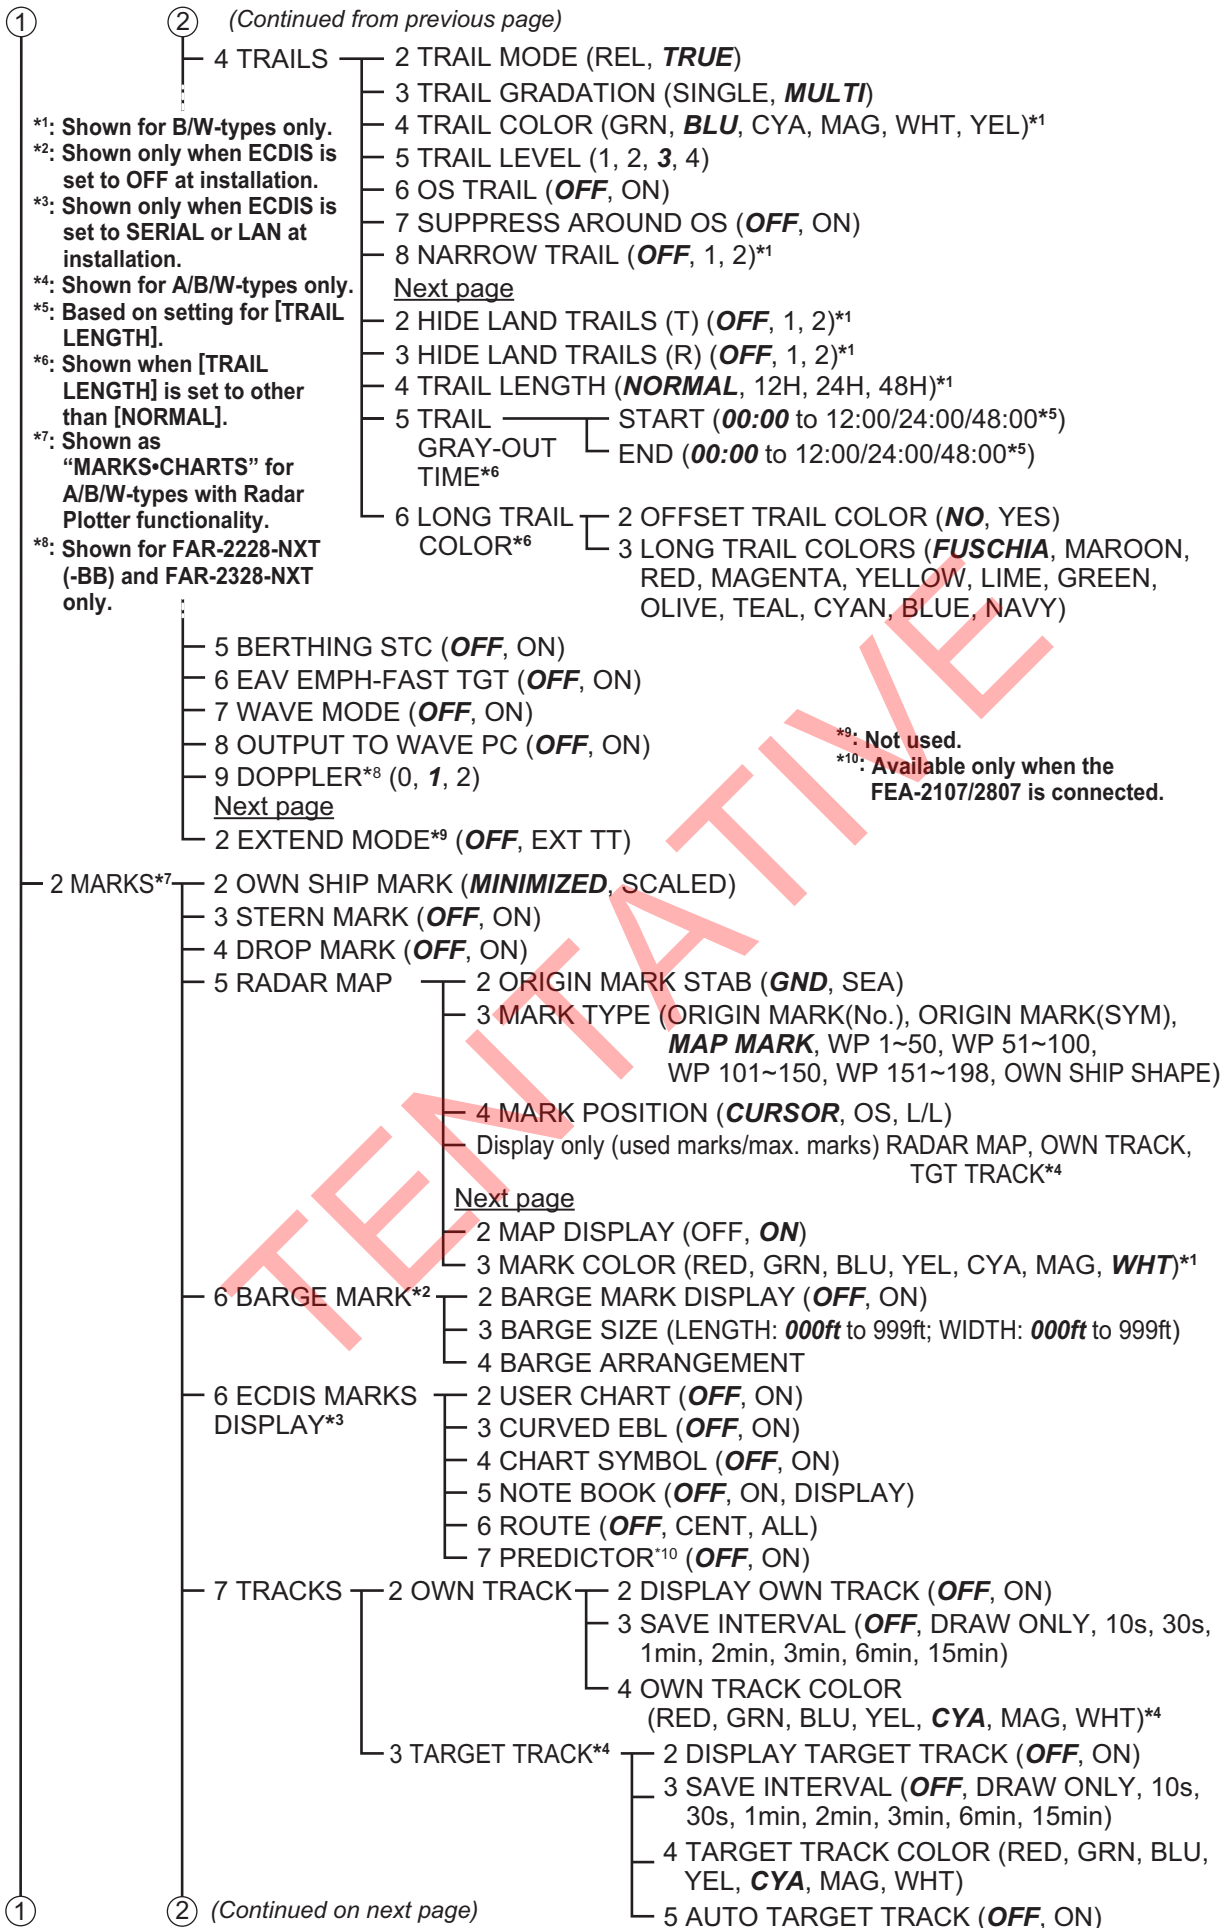 1
2 (Continued from previous page)
4 TRAILS
2 TRAIL MODE (REL, TRUE)
3 TRAIL GRADATION (SINGLE, MULTI)
4 TRAIL COLOR (GRN, BLU, CYA, MAG, WHT, YEL)*1
5 TRAIL LEVEL (1, 2, 3, 4)
6 OS TRAIL (OFF, ON)
7 SUPPRESS AROUND OS (OFF, ON)
8 NARROW TRAIL (OFF, 1, 2)*1
Next page
2 HIDE LAND TRAILS (T) (OFF, 1, 2)*1
3 HIDE LAND TRAILS (R) (OFF, 1, 2)*1
4 TRAIL LENGTH (NORMAL, 12H, 24H, 48H)*1
5 TRAIL
GRAY-OUT
TIME*6
START (00:00 to 12:00/24:00/48:00*5)
END (00:00 to 12:00/24:00/48:00*5)
6 LONG TRAIL
COLOR*6
2 OFFSET TRAIL COLOR (NO, YES)
3 LONG TRAIL COLORS (FUSCHIA, MAROON,
RED, MAGENTA, YELLOW, LIME, GREEN,
OLIVE, TEAL, CYAN, BLUE, NAVY)
*1: Shown for B/W-types only.
*2: Shown only when ECDIS is
set to OFF at installation.
*3: Shown only when ECDIS is
set to SERIAL or LAN at
installation.
*4: Shown for A/B/W-types only.
*5: Based on setting for [TRAIL
LENGTH].
*6: Shown when [TRAIL
LENGTH] is set to other
than [NORMAL].
*7: Shown as
“MARKS•CHARTS” for
A/B/W-types with Radar
Plotter functionality.
*8: Shown for FAR-2228-NXT
(-BB) and FAR-2328-NXT
only.
5 BERTHING STC (OFF, ON)
6 EAV EMPH-FAST TGT (OFF, ON)
7 WAVE MODE (OFF, ON)
8 OUTPUT TO WAVE PC (OFF, ON)
9 DOPPLER*8 (0, 1, 2)
Next page
2 EXTEND MODE*9 (OFF, EXT TT)
*9: Not used.
*10: Available only when the
FEA-2107/2807 is connected.
2 MARKS*7
2 OWN SHIP MARK (MINIMIZED, SCALED)
3 STERN MARK (OFF, ON)
4 DROP MARK (OFF, ON)
5 RADAR MAP
2 ORIGIN MARK STAB (GND, SEA)
3 MARK TYPE (ORIGIN MARK(No.), ORIGIN MARK(SYM),
MAP MARK, WP 1~50, WP 51~100,
WP 101~150, WP 151~198, OWN SHIP SHAPE)
4 MARK POSITION (CURSOR, OS, L/L)
Display only (used marks/max. marks) RADAR MAP, OWN TRACK,
TGT TRACK*4
Next page
2 MAP DISPLAY (OFF, ON)
3 MARK COLOR (RED, GRN, BLU, YEL, CYA, MAG, WHT)*1
6 BARGE MARK*2
2 BARGE MARK DISPLAY (OFF, ON)
3 BARGE SIZE (LENGTH: 000ft to 999ft; WIDTH: 000ft to 999ft)
4 BARGE ARRANGEMENT
6 ECDIS MARKS
DISPLAY*3
2 USER CHART (OFF, ON)
3 CURVED EBL (OFF, ON)
4 CHART SYMBOL (OFF, ON)
5 NOTE BOOK (OFF, ON, DISPLAY)
6 ROUTE (OFF, CENT, ALL)
7 PREDICTOR*10 (OFF, ON)
7 TRACKS
2 OWN TRACK
2 DISPLAY OWN TRACK (OFF, ON)
3 SAVE INTERVAL (OFF, DRAW ONLY, 10s, 30s,
1min, 2min, 3min, 6min, 15min)
4 OWN TRACK COLOR
(RED, GRN, BLU, YEL, CYA, MAG, WHT)*4
3 TARGET TRACK*4
2 DISPLAY TARGET TRACK (OFF, ON)
3 SAVE INTERVAL (OFF, DRAW ONLY, 10s,
30s, 1min, 2min, 3min, 6min, 15min)
4 TARGET TRACK COLOR (RED, GRN, BLU,
YEL, CYA, MAG, WHT)
5 AUTO TARGET TRACK (OFF, ON)
1
2 (Continued on next page)
TENTATIVE